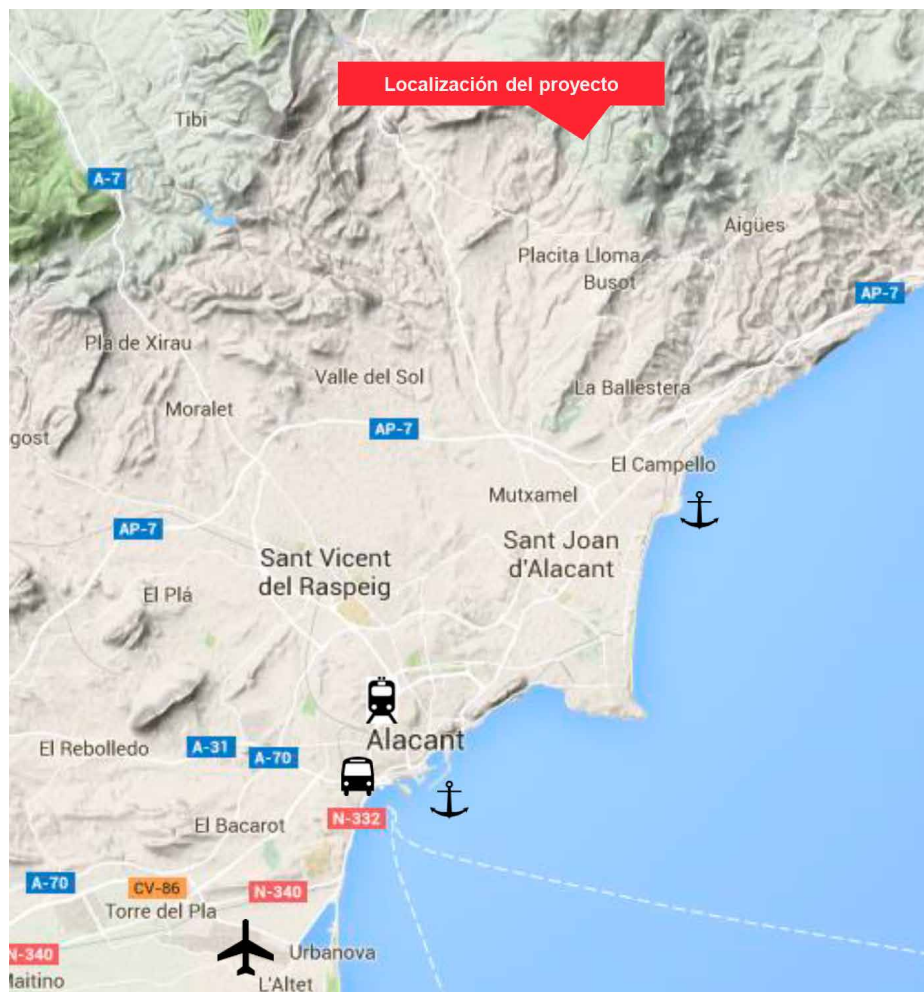 Localización del proyecto
Tibi
A-7
Aigües
Placita Lloma
Busot
AP-7
Pla de Xirau
Valle del Sol
La Ballestera
Moralet
AP-7
gost
El Campello
Mutxamel
AP-7
Sant Vicent
del Raspeig
Sant Joan
d'Alacant
El Plá
Alacant
El Rebolledo
A-31
A-70
N-332
El Bacarot
A-70
CV-86
N-340
Torre del Pla
N-340
Urbanova
Maitino
L'Altet